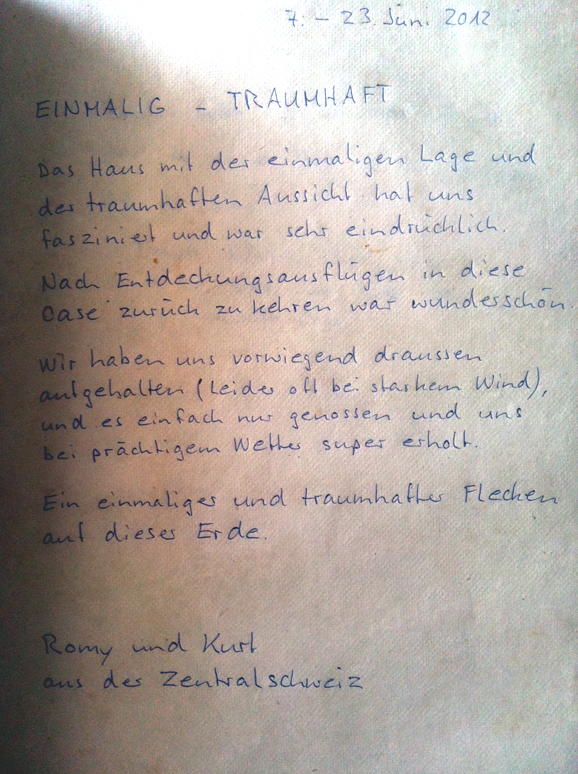 7. – 23. Juni 2012
EINMALIG – TRAUMHAFT
Das Haus mit der einmaligen Lage und
der traumhaften Aussicht hat uns
fasziniert und war sehr eindrücklich.
Nach Entdeckungsausflügen in diese
Oase zurück zu kehren war wunderschön.
Wir haben uns vorwiegend draussen
aufgehalten (Leider oft bei starkem Wind),
und es einfach nur genossen und uns
bei prächtigem Wetter super erholt.
Ein einmaliger und traumhafter Flecken
auf dieser Erde.
Romy und Kurt
aus der Zentralschweiz